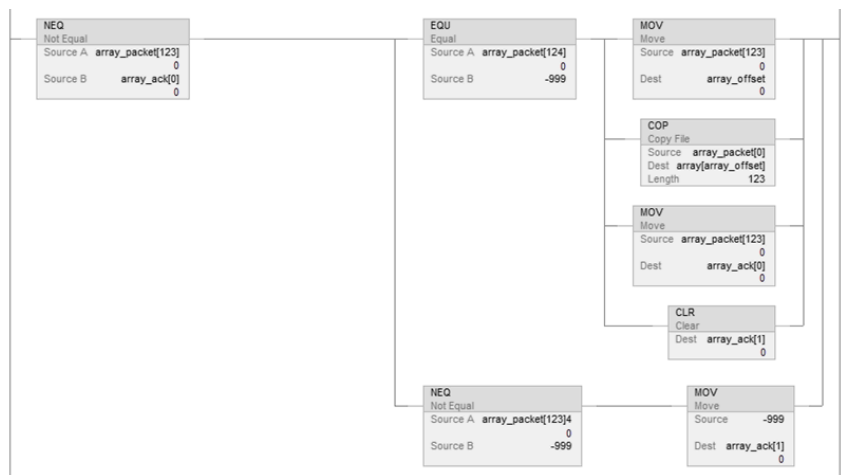 NEQ
Not Equal
Source A array_packet[123]
0
Source B array_ack[0]
0
EQU
Equal
Source A array_packet[124]
0
Source B -999
MOV
Move
Source array_packet[123]
0
Dest array_offset
0
COP
Copy File
Source array_packet[0]
Dest array[array_offset]
Length 123
MOV
Move
Source array_packet[123]
0
Dest array_ack[0]
0
CLR
Clear
Dest array_ack[1]
0
NEQ
Not Equal
Source A array_packet[123]4
0
Source B -999
MOV
Move
Source -999
Dest array_ack[1]
0